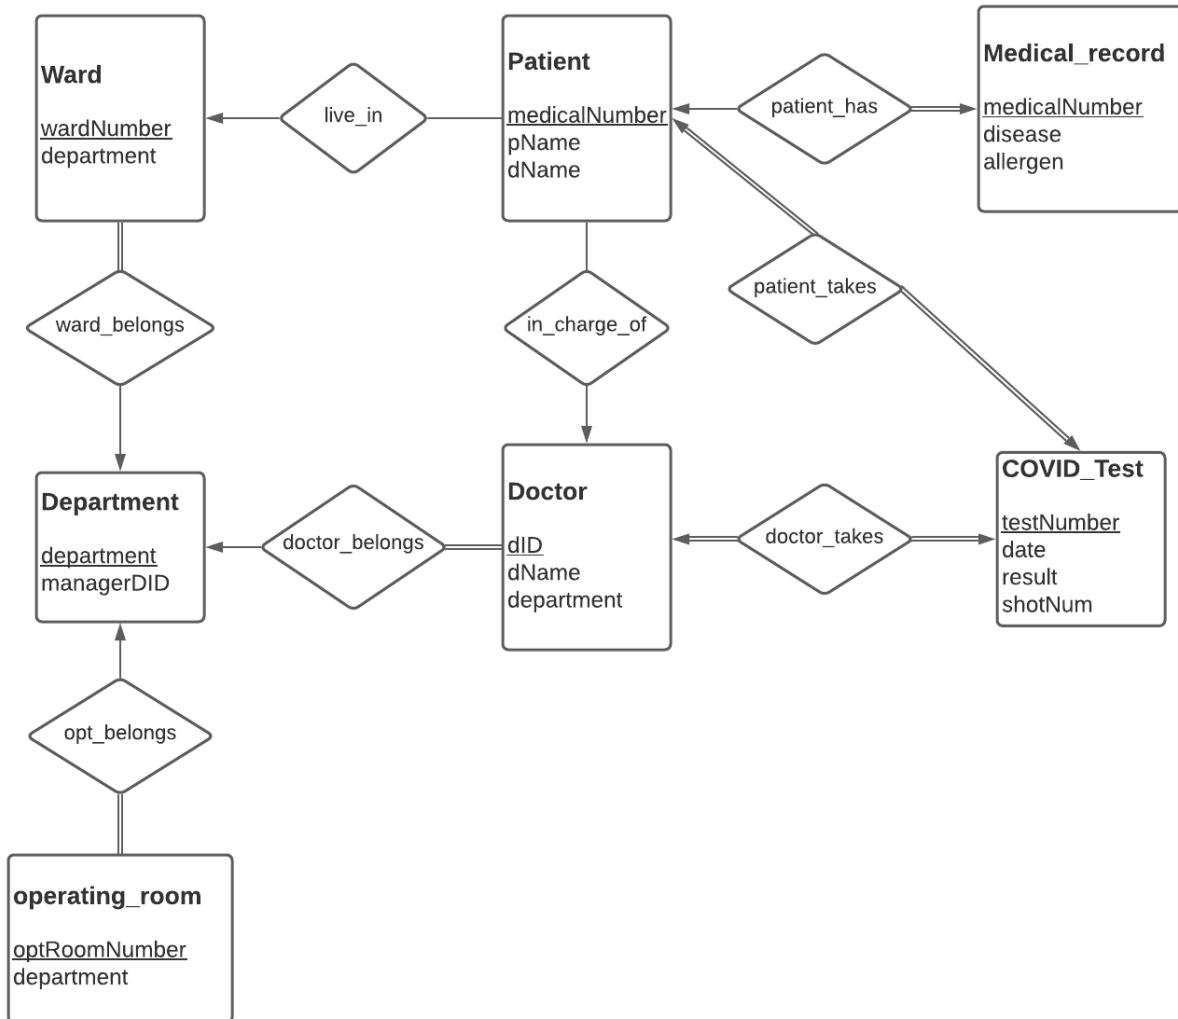 Ward
wardNumber
department
live_in
Patient
medicalNumber
pName
dName
patient_has
Medical_record
medicalNumber
disease
allergen
ward_belongs
in_charge_of
patient_takes
Department
department
managerDID
doctor_belongs
Doctor
dID
dName
department
doctor_takes
COVID_Test
testNumber
date
result
shotNum
opt_belongs
operating_room
optRoomNumber
department